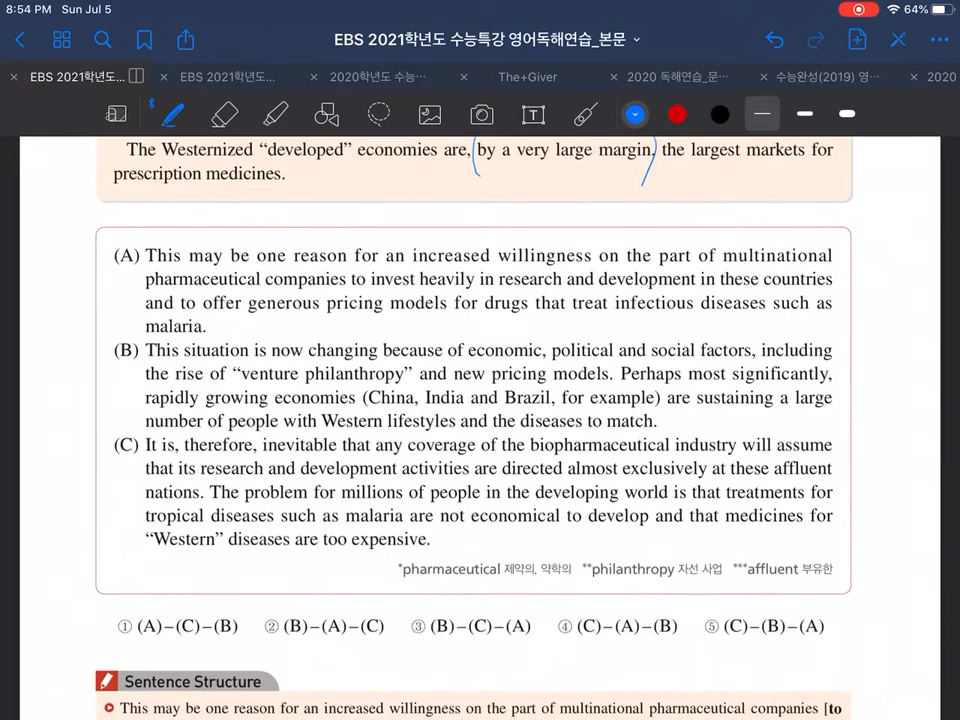 8:54 PM Sun Jul 5
64%
EBS 2021학년도 수능특강 영어독해연습_본문
EBS 2021학년도...
EBS 2021학년도...
2020학년도 수능...
The+Giver
2020 독해연습_문...
수능완성(2019) 영...
2020
The Westernized “developed” economies are, by a very large margin, the largest markets for
prescription medicines.
(A) This may be one reason for an increased willingness on the part of multinational
pharmaceutical companies to invest heavily in research and development in these countries
and to offer generous pricing models for drugs that treat infectious diseases such as
malaria.
(B) This situation is now changing because of economic, political and social factors, including
the rise of “venture philanthropy” and new pricing models. Perhaps most significantly,
rapidly growing economies (China, India and Brazil, for example) are sustaining a large
number of people with Western lifestyles and the diseases to match.
(C) It is, therefore, inevitable that any coverage of the biopharmaceutical industry will assume
that its research and development activities are directed almost exclusively at these affluent
nations. The problem for millions of people in the developing world is that treatments for
tropical diseases such as malaria are not economical to develop and that medicines for
“Western” diseases are too expensive.
*pharmaceutical 제약의, 약학의 **philanthropy 자선 사업 ***affluent 부유한
① (A)–(C)–(B) ② (B)–(A)–(C) ③ (B)–(C)–(A) ④ (C)–(A)–(B) ⑤ (C)–(B)–(A)
Sentence Structure
This may be one reason for an increased willingness on the part of multinational pharmaceutical companies [to